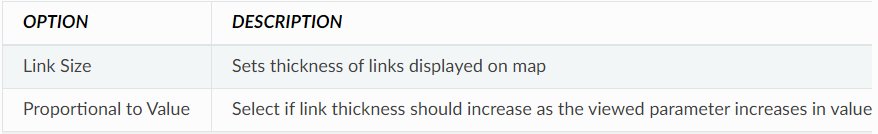 OPTION DESCRIPTION
Link Size Sets thickness of links displayed on map
Proportional to Value Select if link thickness should increase as the viewed parameter increases in value